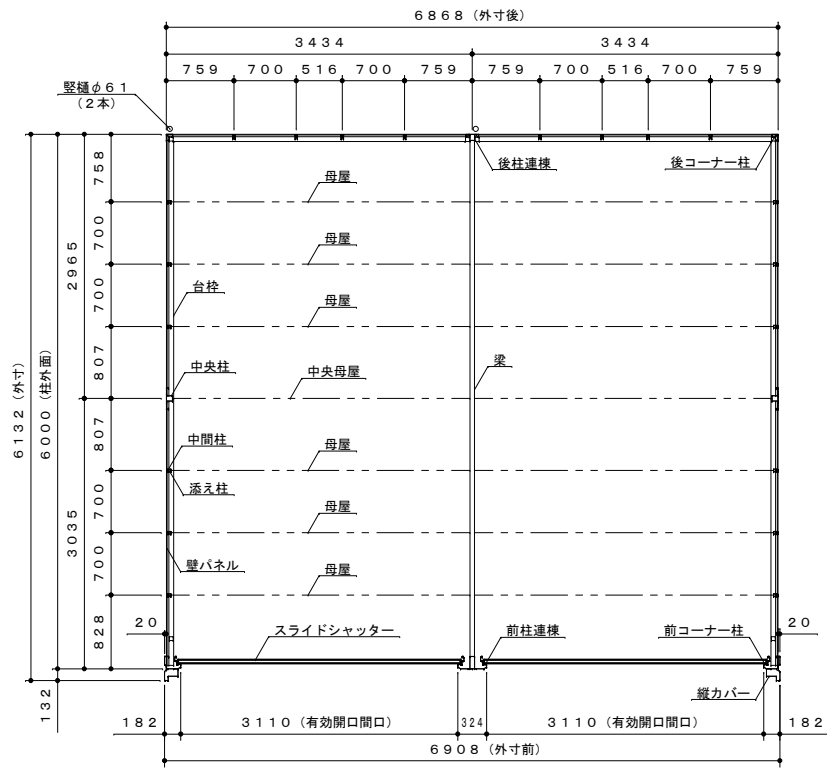 6868（外寸後）
3434 3434
759 700 516 700 759 759 700 516 700 759
竪樋φ61
（2本）
後柱連棟 後コーナー柱
758
母屋
700
母屋
2965
700
台枠 母屋
807
中央柱 中央母屋 梁
6132（外寸）
6000（柱外面）
807
中間柱 母屋
添え柱
700
母屋
3035
700
壁パネル 母屋
828
20 スライドシャッター 前柱連棟 前コーナー柱 20
縦カバー
132
182 3110（有効開口間口） 324 3110（有効開口間口） 182
6908（外寸前）